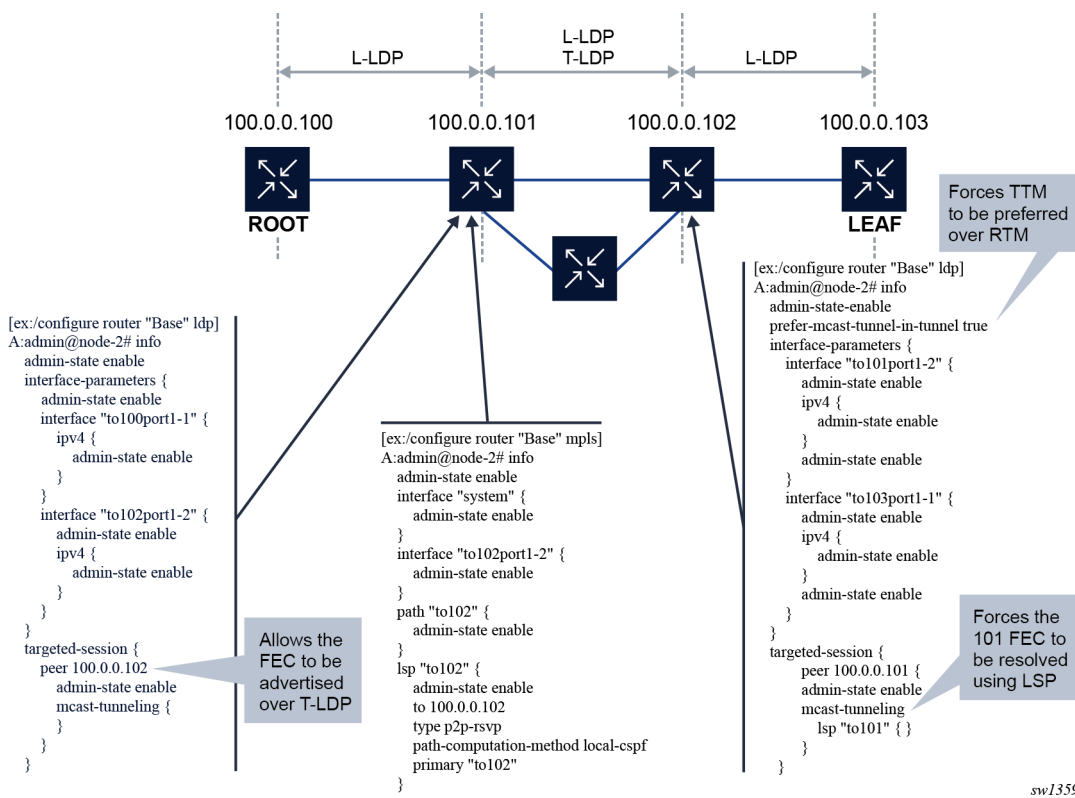 L-LDP
L-LDP
T-LDP
L-LDP
100.0.0.100
100.0.0.101
100.0.0.102
100.0.0.103
ROOT
LEAF
Forces TTM
to be preferred
over RTM
[ex:/configure router "Base" ldp]
A:admin@node-2# info
admin-state enable
interface-parameters {
admin-state enable
interface "to100port1-1" {
ipv4 {
admin-state enable
}
}
interface "to102port1-2" {
admin-state enable
ipv4 {
admin-state enable
}
}
}
targeted-session {
peer 100.0.0.102
admin-state enable
mcast-tunneling {
}
}
}
Allows the
FEC to be
advertised
over T-LDP
[ex:/configure router "Base" mpls]
A:admin@node-2# info
admin-state enable
interface "system" {
admin-state enable
}
interface "to102port1-2" {
admin-state enable
}
path "to102" {
admin-state enable
}
lsp "to102" {
admin-state enable
to 100.0.0.102
type p2p-rsvp
path-computation-method local-cspf
primary "to102"
}
[ex:/configure router "Base" ldp]
A:admin@node-2# info
admin-state-enable
prefer-mcast-tunnel-in-tunnel true
interface-parameters {
interface "to101port1-2" {
admin-state enable
ipv4 {
admin-state enable
}
admin-state enable
}
interface "to103port1-1" {
admin-state enable
ipv4 {
admin-state enable
}
admin-state enable
}
}
targeted-session {
peer 100.0.0.101 {
admin-state enable
mcast-tunneling
lsp "to101" { }
}
}
Forces the
101 FEC to
be resolved
using LSP
sw1359